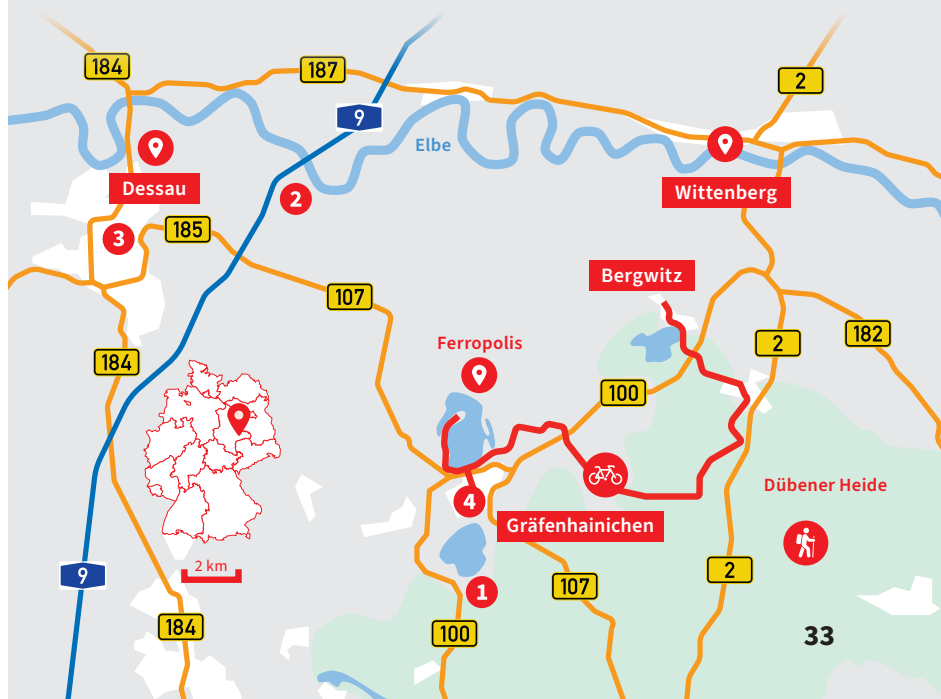 184
187
2
9
Elbe
Dessau
Wittenberg
2
3
185
Bergwitz
107
Ferropolis
2
182
184
100
4
Gräfenhainichen
Dübener Heide
2 km
9
1
107
2
184
100
33